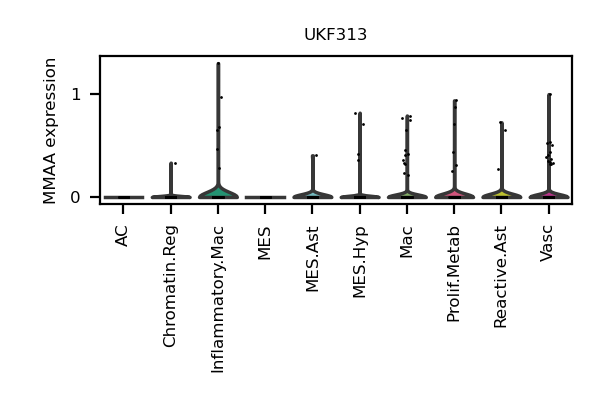 UKF313
MMAA expression
1
0
AC
Chromatin.Reg
Inflammatory.Mac
MES
MES.Ast
MES.Hyp
Mac
Prolif.Metab
Reactive.Ast
Vasc